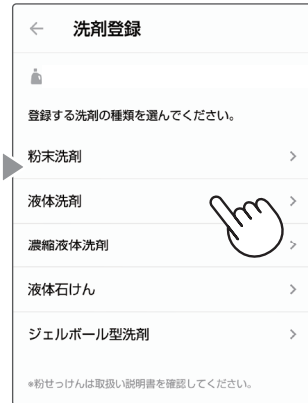 洗剤登録
登録する洗剤の種類を選んでください。
粉末洗剤
液体洗剤
濃縮液体洗剤
液体石けん
ジェルボール型洗剤
*粉せっけんは取扱い説明書を確認してください。